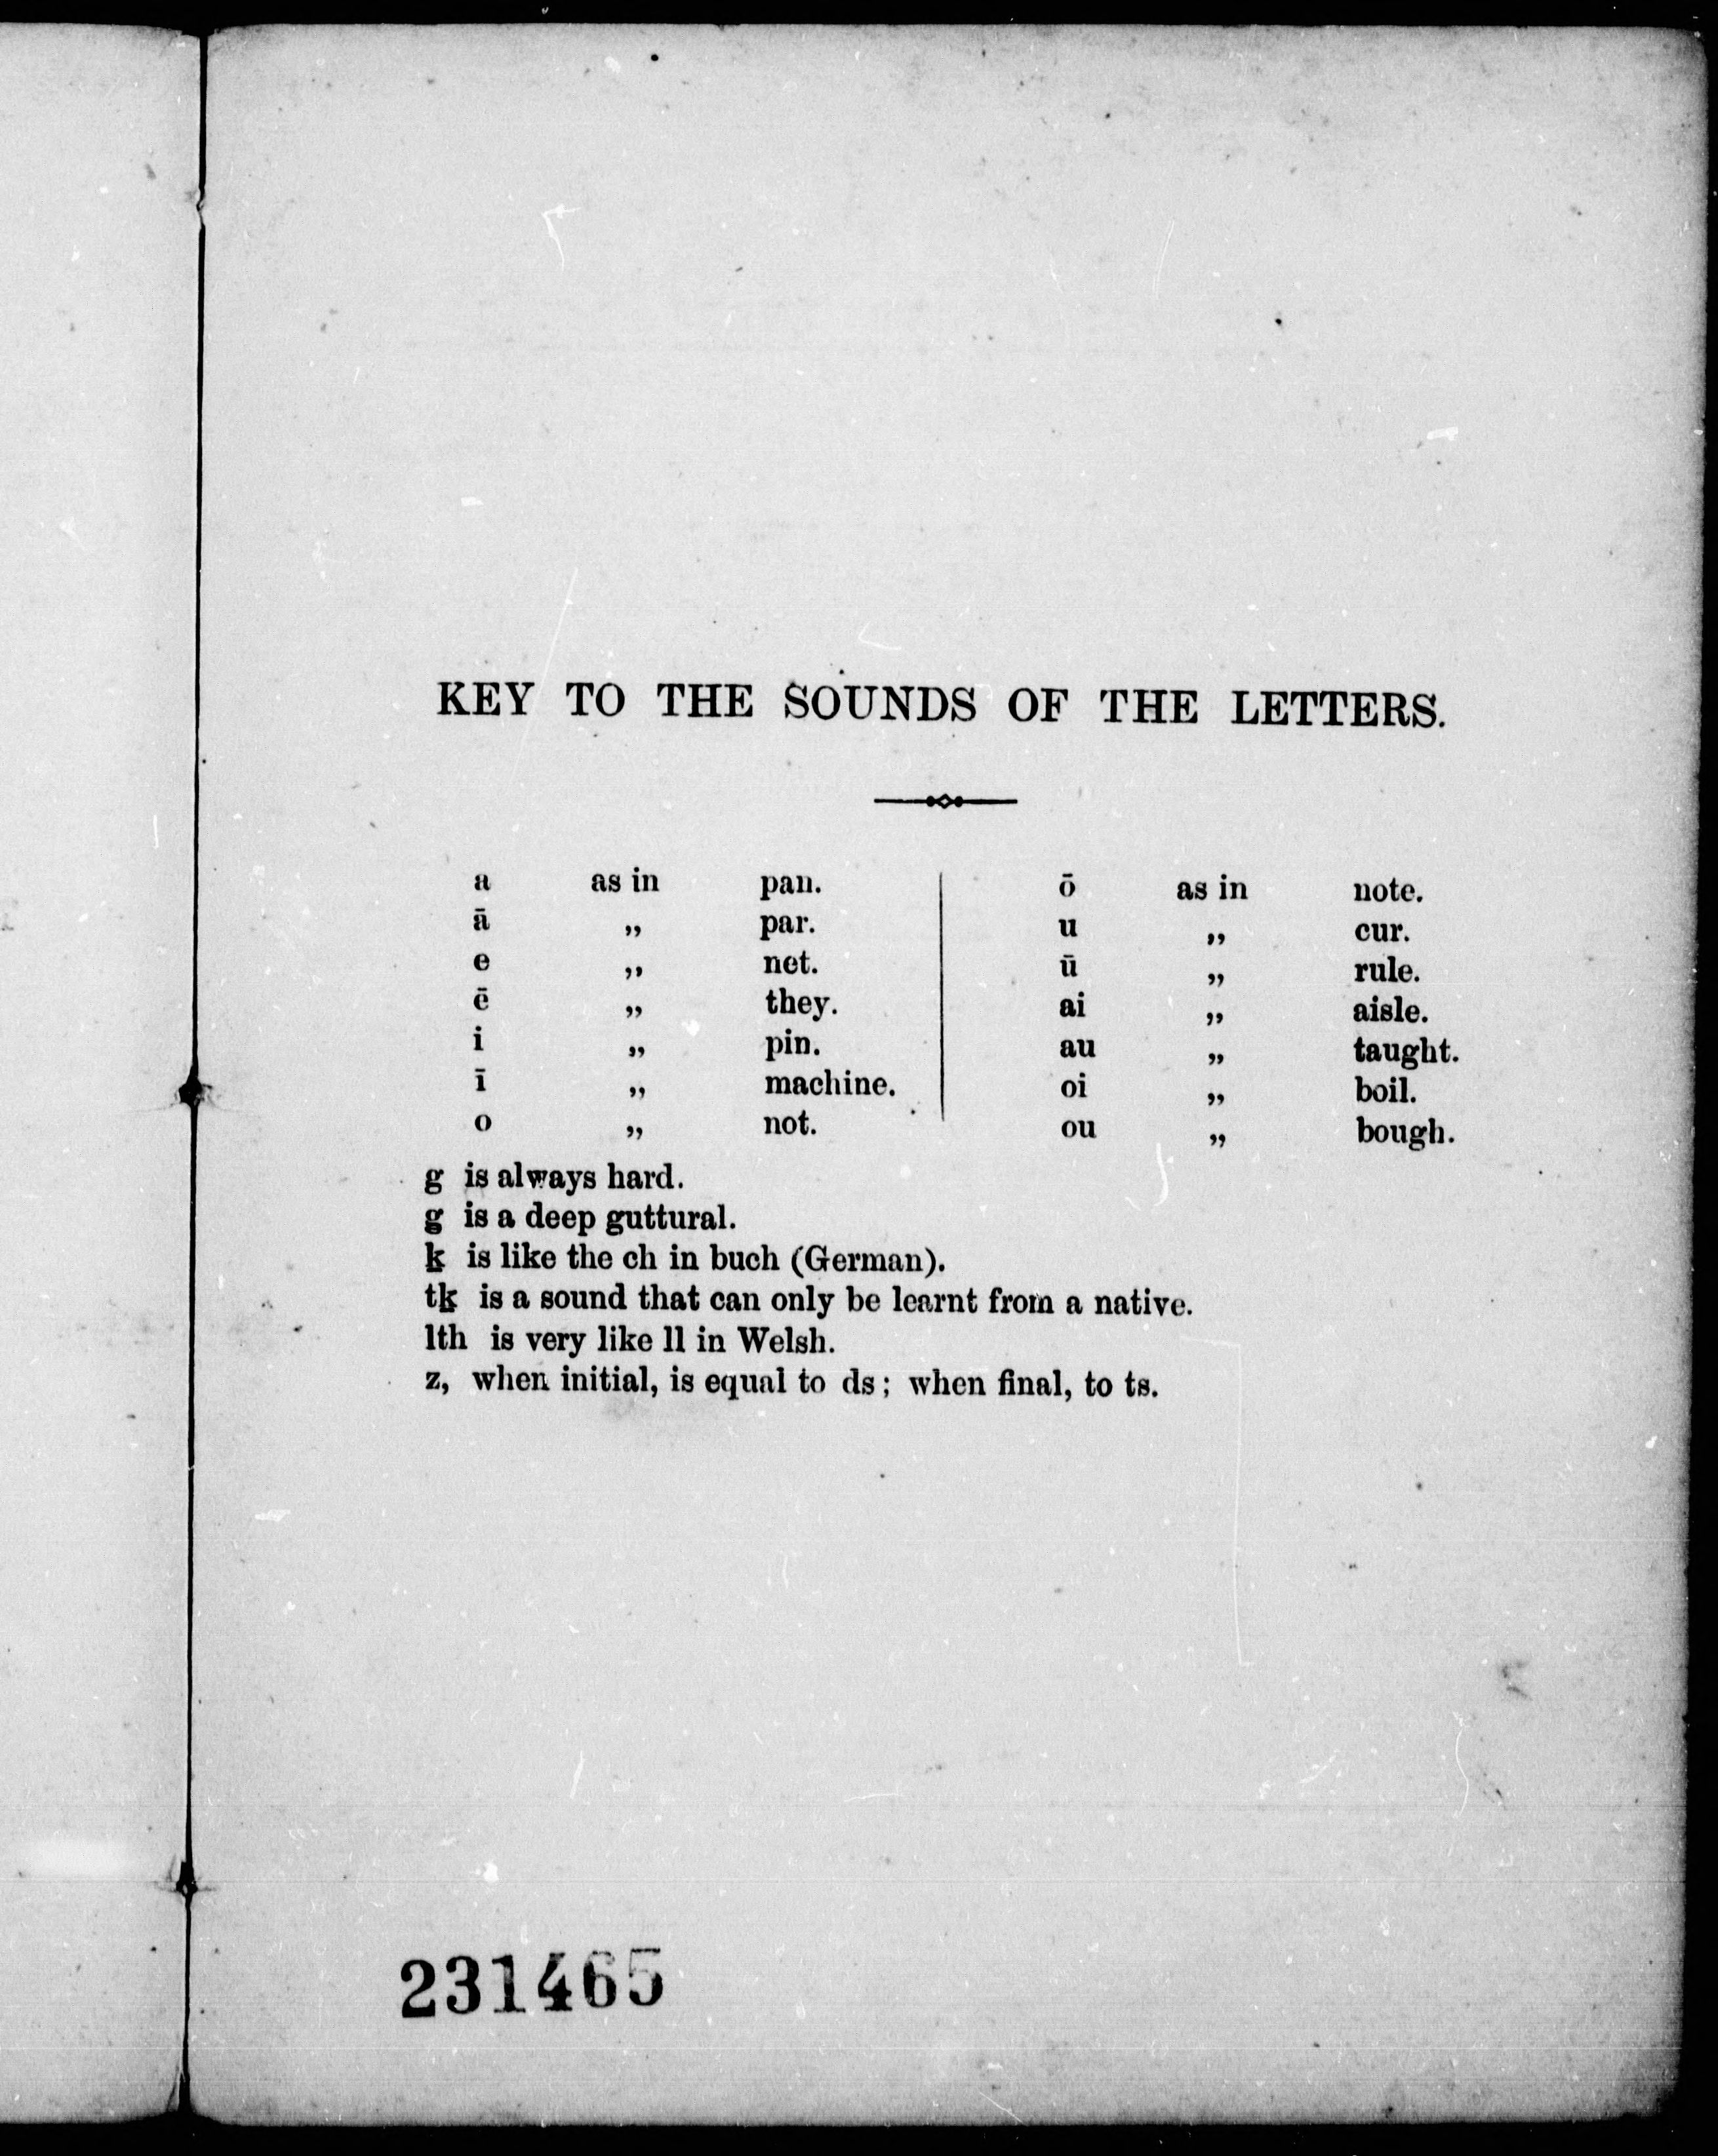 KEY TO THE SOUNDS OF THE LETTERS.
a as in pan.
ā „ par.
e „ net.
ē „ they.
i „ pin.
ī „ machine.
o „ not.
ō as in note.
u „ cur.
ū „ rule.
ai „ aisle.
au „ taught.
oi „ boil.
ou „ bough.
g is always hard.
g̱ is a deep guttural.
ḵ is like the ch in buch (German).
tḵ is a sound that can only be learnt from a native.
lth is very like ll in Welsh.
z, when initial, is equal to ds; when final, to ts.
231465